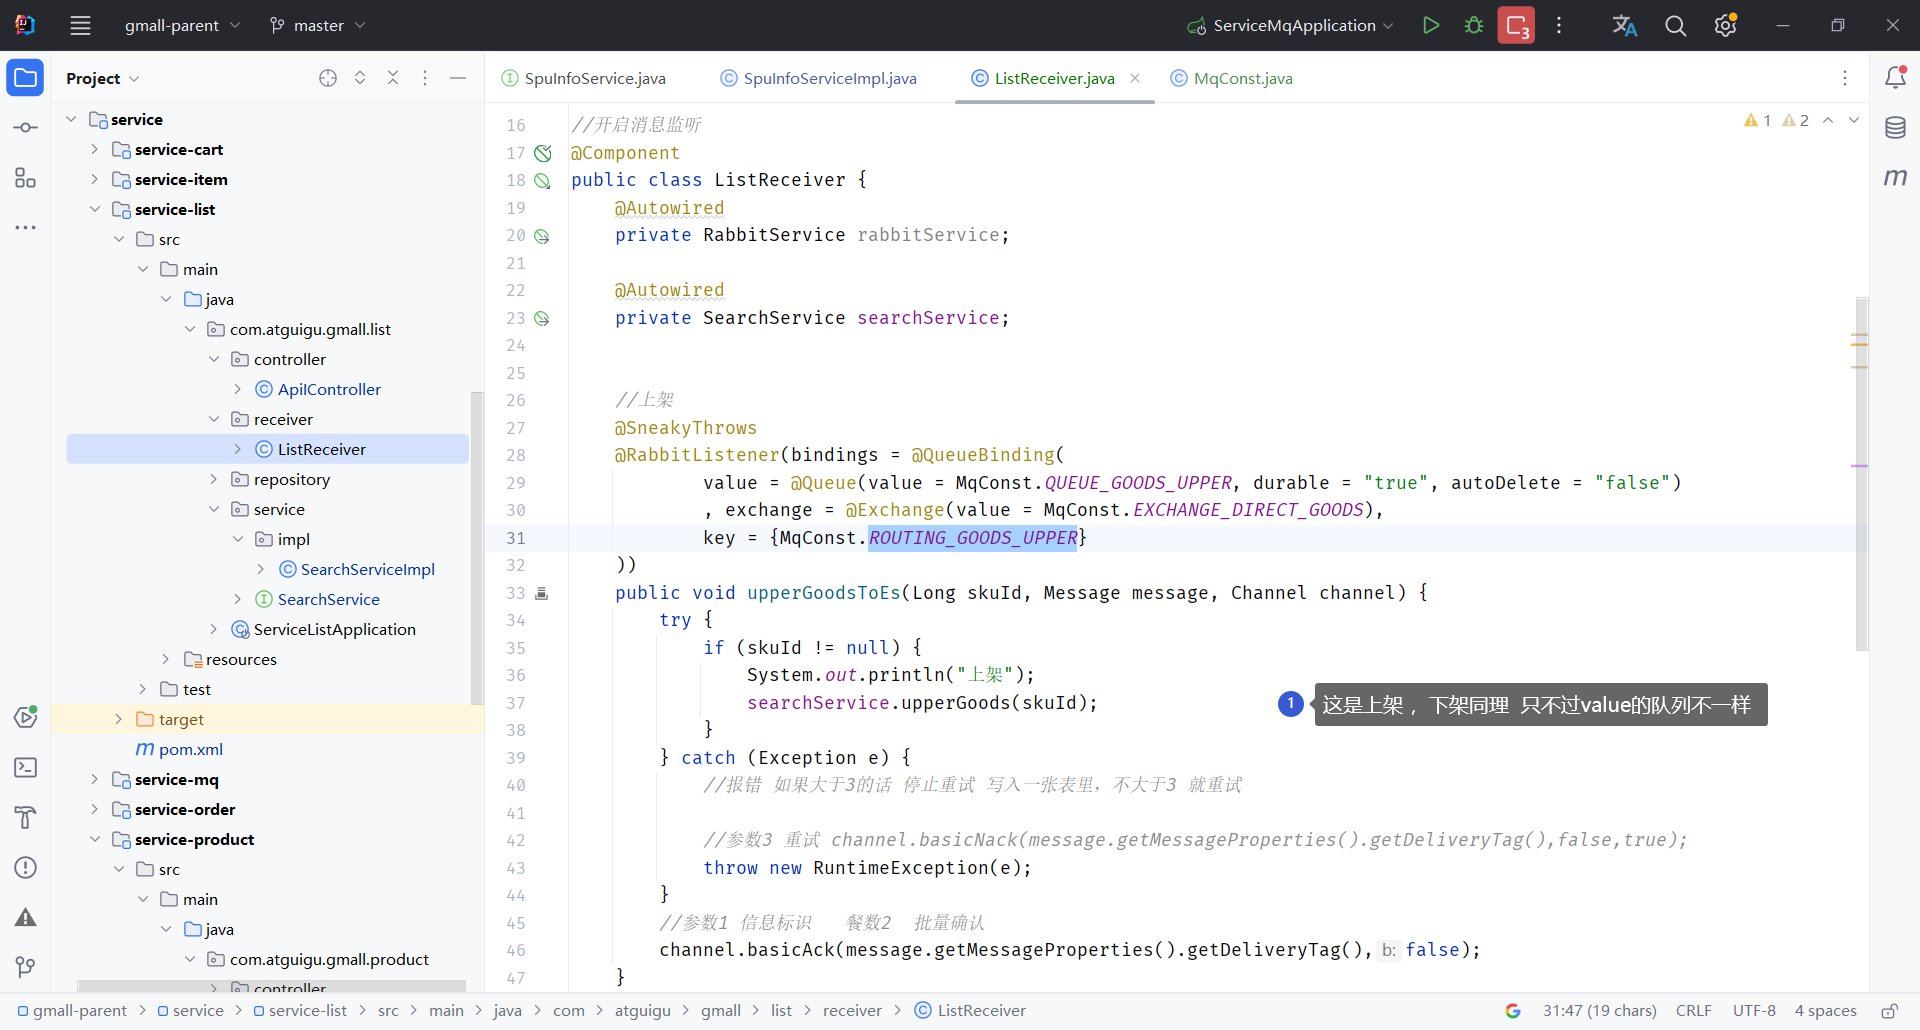 gmall-parent
master
ServiceMqApplication
3
Project
SpuInfoService.java
SpuInfoServiceImpl.java
ListReceiver.java
MqConst.java
service
service-cart
service-item
service-list
src
main
java
com.atguigu.gmall.list
controller
ApiIController
receiver
ListReceiver
repository
service
impl
SearchServiceImpl
SearchService
ServiceListApplication
resources
test
target
pom.xml
service-mq
service-order
service-product
src
main
java
com.atguigu.gmall.product
controller
1 2
16 //开启消息监听
17 @Component
18 public class ListReceiver {
19 @Autowired
20 private RabbitService rabbitService;
21
22 @Autowired
23 private SearchService searchService;
24
25
26 //上架
27 @SneakyThrows
28 @RabbitListener(bindings = @QueueBinding(
29 value = @Queue(value = MqConst.QUEUE_GOODS_UPPER, durable = "true", autoDelete = "false")
30 , exchange = @Exchange(value = MqConst.EXCHANGE_DIRECT_GOODS),
31 key = {MqConst.ROUTING_GOODS_UPPER}
32 ))
33 public void upperGoodsToEs(Long skuId, Message message, Channel channel) {
34 try {
35 if (skuId != null) {
36 System.out.println("上架");
37 searchService.upperGoods(skuId);
38 }
39 } catch (Exception e) {
40 //报错 如果大于3的话 停止重试 写入一张表里，不大于3 就重试
41
42 //参数3 重试 channel.basicNack(message.getMessageProperties().getDeliveryTag(),false,true);
43 throw new RuntimeException(e);
44 }
45 //参数1 信息标识 餐数2 批量确认
46 channel.basicAck(message.getMessageProperties().getDeliveryTag(), b: false);
47 }
1 这是上架，下架同理 只不过value的队列不一样
gmall-parent > service > service-list > src > main > java > com > atguigu > gmall > list > receiver > ListReceiver
31:47 (19 chars) CRLF UTF-8 4 spaces